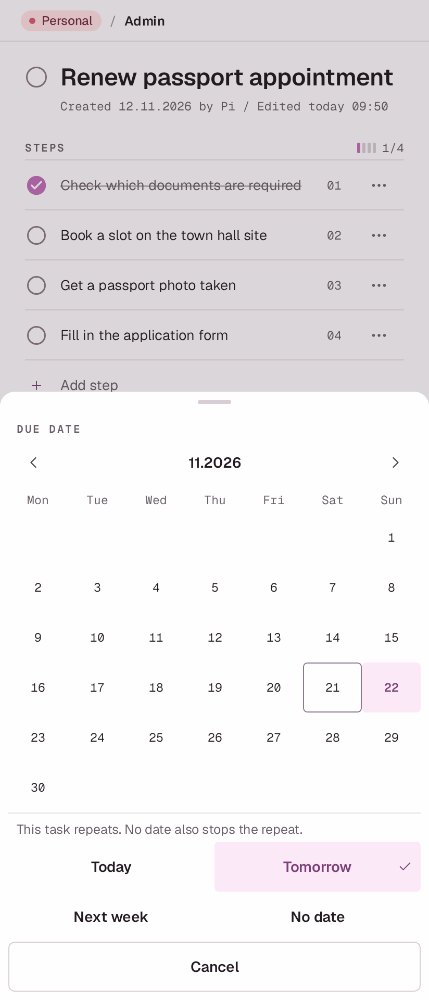 Personal / Admin
Renew passport appointment
Created 12.11.2026 by Pi / Edited today 09:50
STEPS 1/4
Check which documents are required 01
Book a slot on the town hall site 02
Get a passport photo taken 03
Fill in the application form 04
+ Add step
DUE DATE
11.2026
Mon Tue Wed Thu Fri Sat Sun
1
2 3 4 5 6 7 8
9 10 11 12 13 14 15
16 17 18 19 20 21 22
23 24 25 26 27 28 29
30
This task repeats. No date also stops the repeat.
Today Tomorrow
Next week No date
Cancel